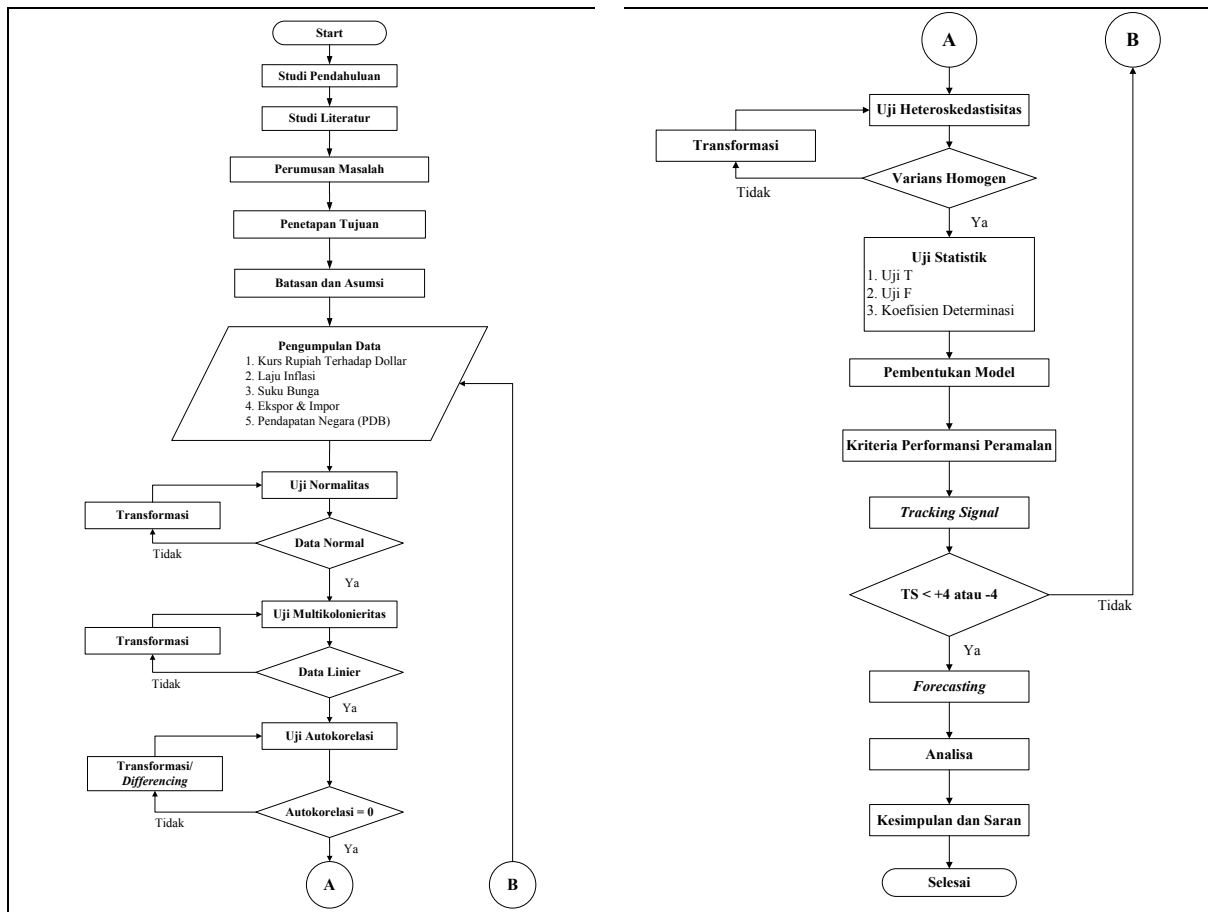 Start
Studi Pendahuluan
Studi Literatur
Perumusan Masalah
Penetapan Tujuan
Batasan dan Asumsi
Pengumpulan Data
1. Kurs Rupiah Terhadap Dollar
2. Laju Inflasi
3. Suku Bunga
4. Ekspor & Impor
5. Pendapatan Negara (PDB)
Uji Normalitas
Transformasi
Data Normal
Tidak
Ya
Uji Multikolonieritas
Transformasi
Data Linier
Tidak
Ya
Uji Autokorelasi
Transformasi/
Differencing
Autokorelasi = 0
Tidak
Ya
A
B
A
B
Uji Heteroskedastisitas
Transformasi
Varians Homogen
Tidak
Ya
Uji Statistik
1. Uji T
2. Uji F
3. Koefisien Determinasi
Pembentukan Model
Kriteria Performansi Peramalan
Tracking Signal
TS < +4 atau -4
Tidak
Ya
Forecasting
Analisa
Kesimpulan dan Saran
Selesai